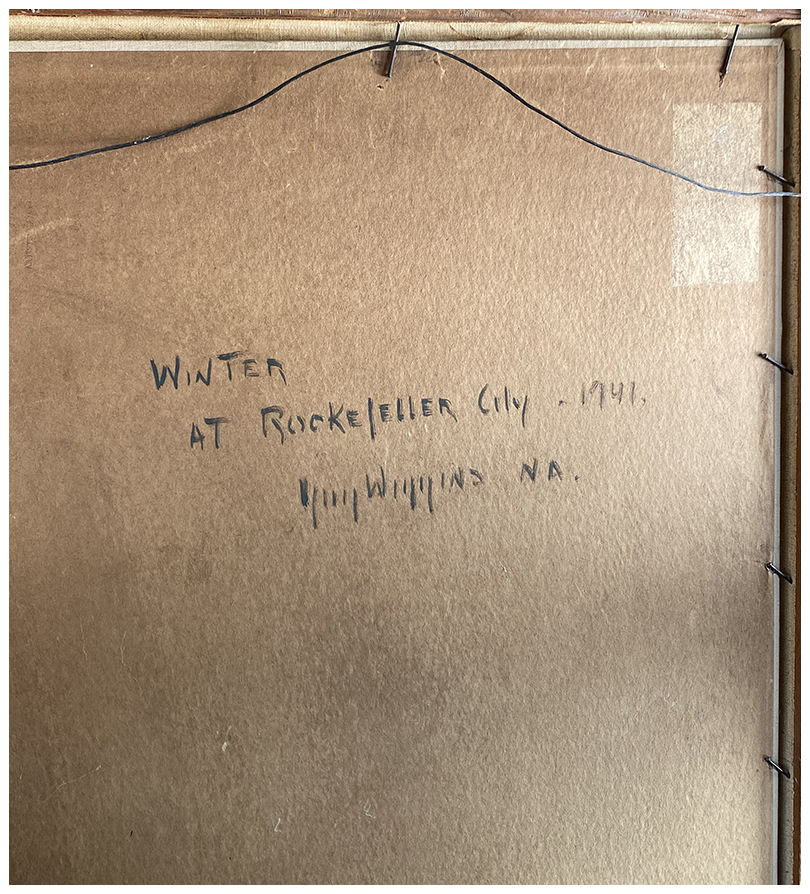 WINTER
AT ROCKEFELLER City - 1941.
Guy Wiggins NA.